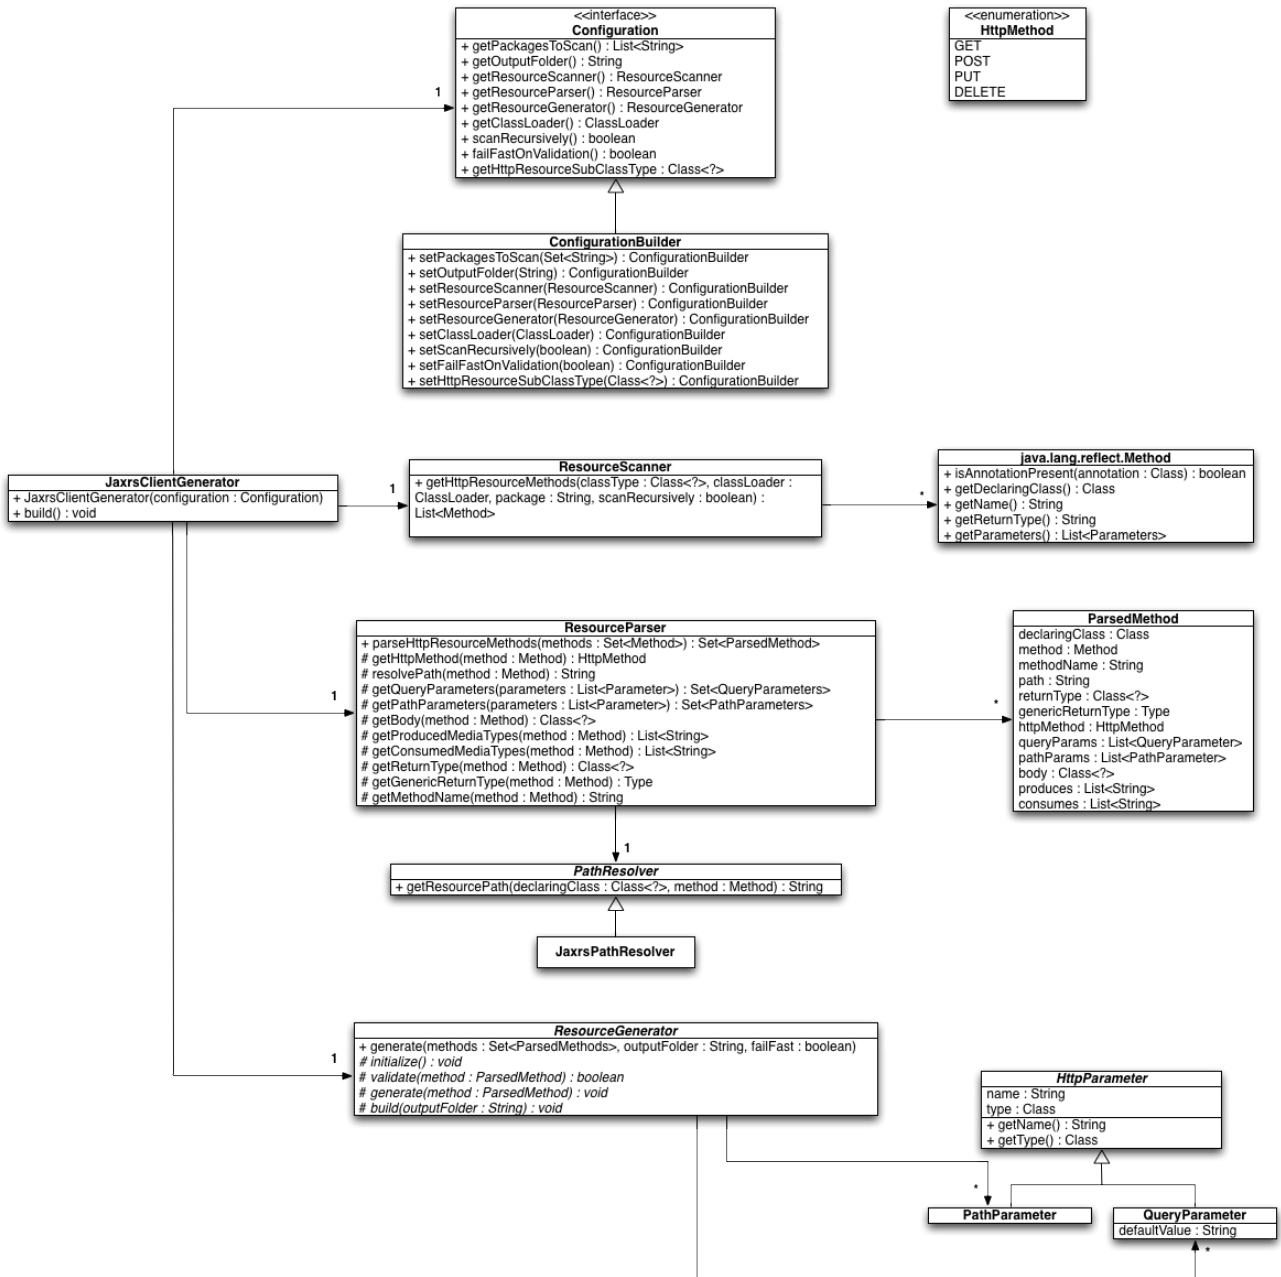 <<interface>>
Configuration
+ getPackagesToScan() : List<String>
+ getOutputFolder() : String
+ getResourceScanner() : ResourceScanner
+ getResourceParser() : ResourceParser
+ getResourceGenerator() : ResourceGenerator
+ getClassLoader() : ClassLoader
+ scanRecursively() : boolean
+ failFastOnValidation() : boolean
+ getHttpResourceSubClassType : Class<?>
<<enumeration>>
HttpMethod
GET
POST
PUT
DELETE
1
ConfigurationBuilder
+ setPackagesToScan(Set<String>) : ConfigurationBuilder
+ setOutputFolder(String) : ConfigurationBuilder
+ setResourceScanner(ResourceScanner) : ConfigurationBuilder
+ setResourceParser(ResourceParser) : ConfigurationBuilder
+ setResourceGenerator(ResourceGenerator) : ConfigurationBuilder
+ setClassLoader(ClassLoader) : ConfigurationBuilder
+ setScanRecursively(boolean) : ConfigurationBuilder
+ setFailFastOnValidation(boolean) : ConfigurationBuilder
+ setHttpResourceSubClassType(Class<?>) : ConfigurationBuilder
JaxrsClientGenerator
+ JaxrsClientGenerator(configuration : Configuration)
+ build() : void
1
ResourceScanner
+ getHttpResourceMethods(classType : Class<?>, classLoader :
ClassLoader, package : String, scanRecursively : boolean) :
List<Method>
*
java.lang.reflect.Method
+ isAnnotationPresent(annotation : Class) : boolean
+ getDeclaringClass() : Class
+ getName() : String
+ getReturnType() : String
+ getParameters() : List<Parameters>
1
ResourceParser
+ parseHttpResourceMethods(methods : Set<Method>) : Set<ParsedMethod>
# getHttpMethod(method : Method) : HttpMethod
# resolvePath(method : Method) : String
# getQueryParameters(parameters : List<Parameter>) : Set<QueryParameters>
# getPathParameters(parameters : List<Parameter>) : Set<PathParameters>
# getBody(method : Method) : Class<?>
# getProducedMediaTypes(method : Method) : List<String>
# getConsumedMediaTypes(method : Method) : List<String>
# getReturnType(method : Method) : Class<?>
# getGenericReturnType(method : Method) : Type
# getMethodName(method : Method) : String
*
ParsedMethod
declaringClass : Class
method : Method
methodName : String
path : String
returnType : Class<?>
genericReturnType : Type
httpMethod : HttpMethod
queryParams : List<QueryParameter>
pathParams : List<PathParameter>
body : Class<?>
produces : List<String>
consumes : List<String>
1
PathResolver
+ getResourcePath(declaringClass : Class<?>, method : Method) : String
JaxrsPathResolver
1
ResourceGenerator
+ generate(methods : Set<ParsedMethods>, outputFolder : String, failFast : boolean)
# initialize() : void
# validate(method : ParsedMethod) : boolean
# generate(method : ParsedMethod) : void
# build(outputFolder : String) : void
HttpParameter
name : String
type : Class
+ getName() : String
+ getType() : Class
*
PathParameter
QueryParameter
defaultValue : String
*